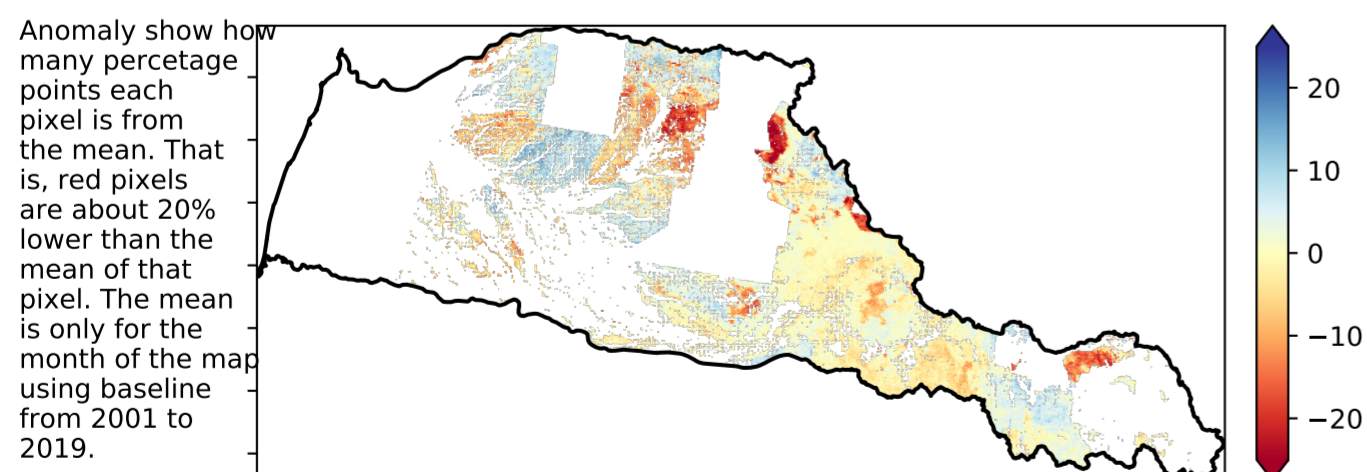 Anomaly show how
many percetage
points each
pixel is from
the mean. That
is, red pixels
are about 20%
lower than the
mean of that
pixel. The mean
is only for the
month of the map
using baseline
from 2001 to
2019.
20
10
0
−10
−20